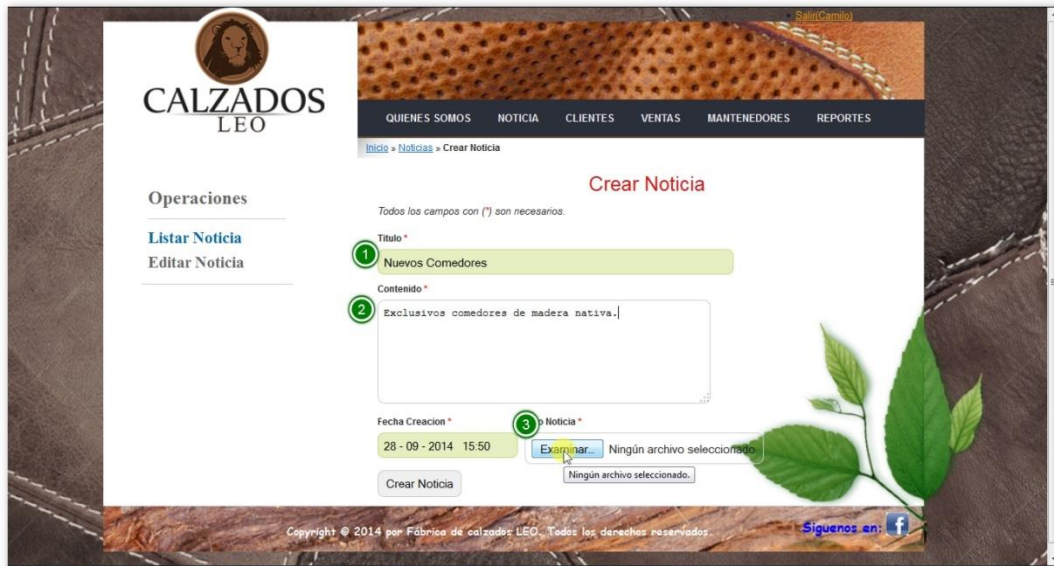 Salir(Camilo)
CALZADOS
LEO
QUIENES SOMOS NOTICIA CLIENTES VENTAS MANTENEDORES REPORTES
Inicio » Noticias » Crear Noticia
Operaciones
Listar Noticia
Editar Noticia
Crear Noticia
Todos los campos con (*) son necesarios.
Titulo *
1
Nuevos Comedores
Contenido *
2
Exclusivos comedores de madera nativa.
Fecha Creacion *
3
o Noticia *
28 - 09 - 2014 15:50
Examinar... Ningún archivo seleccionado.
Ningún archivo seleccionado.
Crear Noticia
Copyright © 2014 por Fábrica de calzados LEO. Todos los derechos reservados.
Siguenos en: f